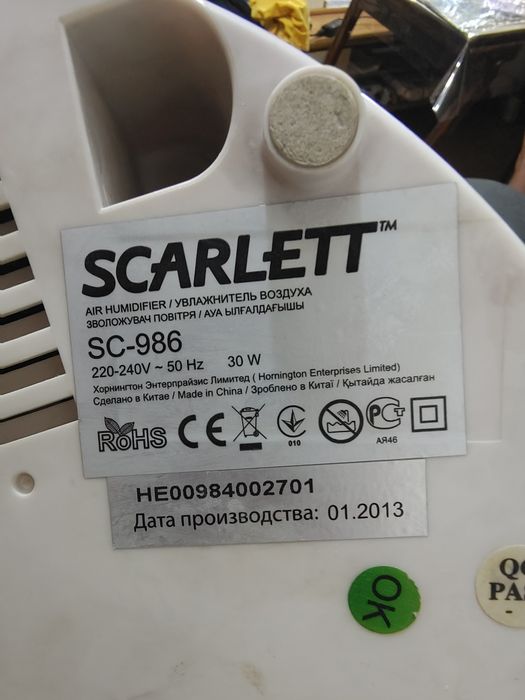 SCARLETT™
AIR HUMIDIFIER / УВЛАЖНИТЕЛЬ ВОЗДУХА
ЗВОЛОЖУВАЧ ПОВІТРЯ / АУА ЫЛҒАЛДАҒЫШЫ
SC-986
220-240V ~ 50 Hz 30 W
Хорнингтон Энтерпрайзис Лимитед ( Hornington Enterprises Limited)
Сделано в Китае / Made in China / Зроблено в Китаї / Қытайда жасалған
RoHS CE 010 РСТ АЯ46
HE00984002701
Дата производства: 01.2013
OK